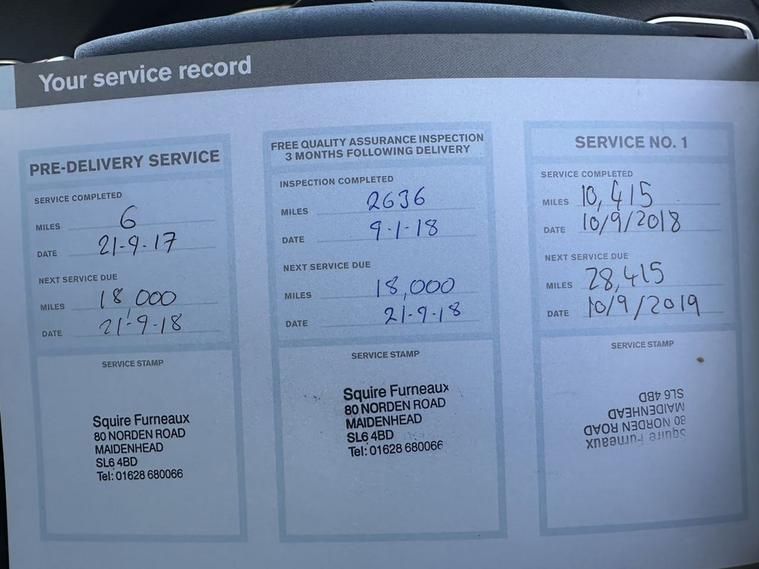 Your service record
PRE-DELIVERY SERVICE
SERVICE COMPLETED
MILES 6
DATE 21-9-17
NEXT SERVICE DUE
MILES 18,000
DATE 21-9-18
SERVICE STAMP
Squire Furneaux
80 NORDEN ROAD
MAIDENHEAD
SL6 4BD
Tel: 01628 680066
FREE QUALITY ASSURANCE INSPECTION
3 MONTHS FOLLOWING DELIVERY
INSPECTION COMPLETED
MILES 2636
DATE 9-1-18
NEXT SERVICE DUE
MILES 18,000
DATE 21-9-18
SERVICE STAMP
Squire Furneaux
80 NORDEN ROAD
MAIDENHEAD
SL6 4BD
Tel: 01628 680066
SERVICE NO. 1
SERVICE COMPLETED
MILES 10,415
DATE 10/9/2018
NEXT SERVICE DUE
MILES 28,415
DATE 10/9/2019
SERVICE STAMP
Squire Furneaux
80 NORDEN ROAD
MAIDENHEAD
SL6 4BD